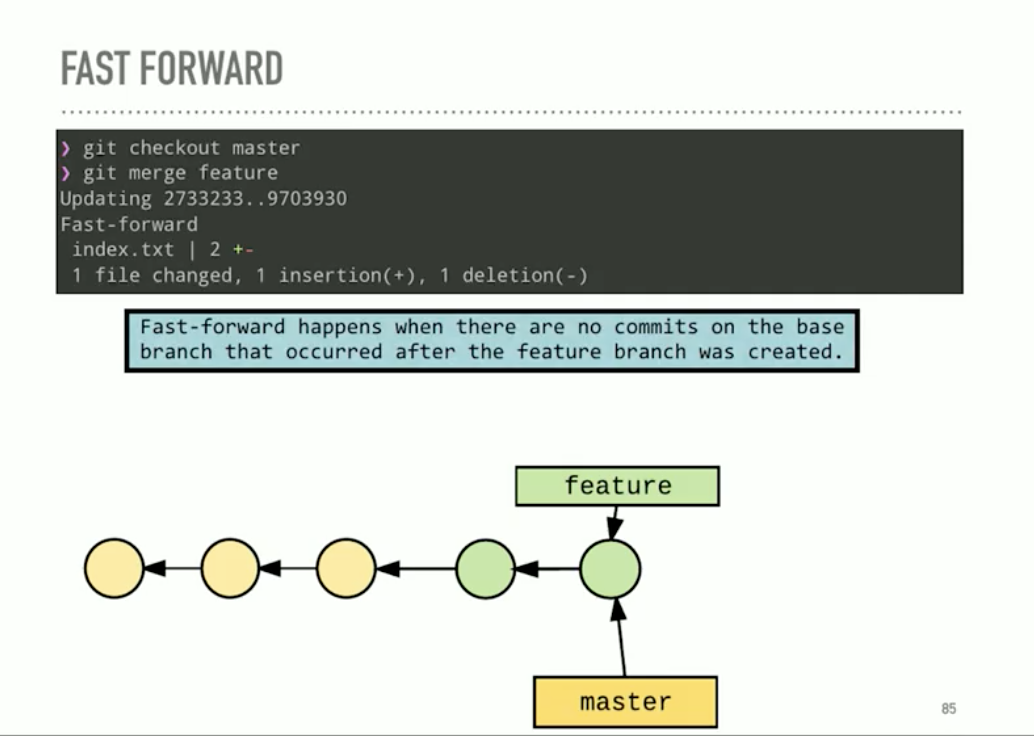 FAST FORWARD
❯ git checkout master
❯ git merge feature
Updating 2733233..9703930
Fast-forward
 index.txt | 2 +-
 1 file changed, 1 insertion(+), 1 deletion(-)
Fast-forward happens when there are no commits on the base
branch that occurred after the feature branch was created.
feature
master
85